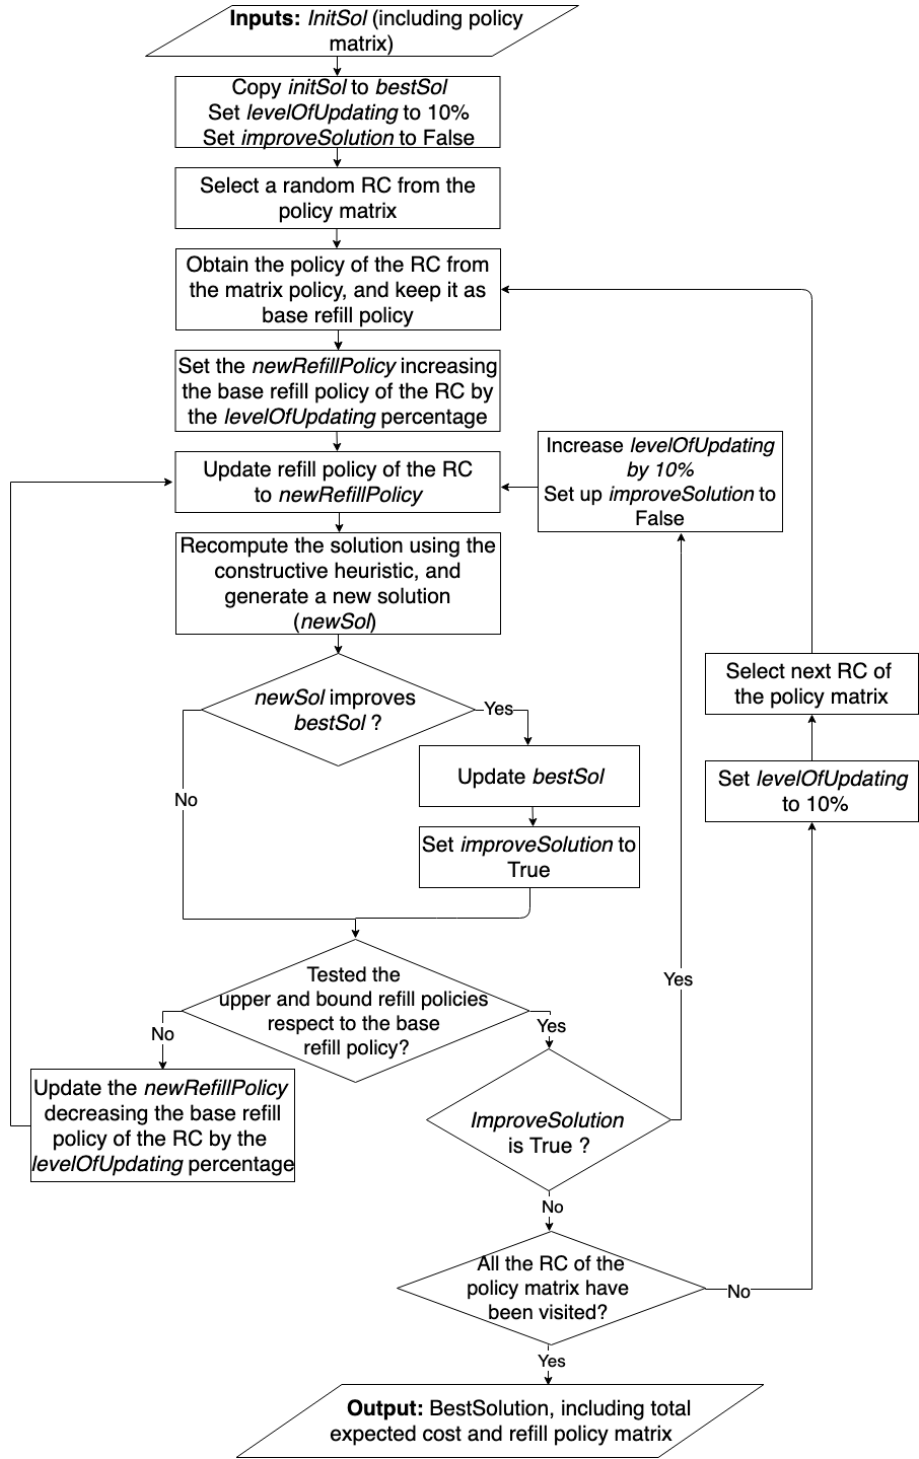 Inputs: InitSol (including policy
matrix)
Copy initSol to bestSol
Set levelOfUpdating to 10%
Set improveSolution to False
Select a random RC from the
policy matrix
Obtain the policy of the RC from
the matrix policy, and keep it as
base refill policy
Set the newRefillPolicy increasing
the base refill policy of the RC by
the levelOfUpdating percentage
Update refill policy of the RC
to newRefillPolicy
Increase levelOfUpdating
by 10%
Set up improveSolution to
False
Recompute the solution using the
constructive heuristic, and
generate a new solution
(newSol)
newSol improves
bestSol ?
Yes
No
Update bestSol
Set improveSolution to
True
Select next RC of
the policy matrix
Set levelOfUpdating
to 10%
Tested the
upper and bound refill policies
respect to the base
refill policy?
No
Yes
Yes
Update the newRefillPolicy
decreasing the base refill
policy of the RC by the
levelOfUpdating percentage
ImproveSolution
is True ?
No
All the RC of the
policy matrix have
been visited?
No
Yes
Output: BestSolution, including total
expected cost and refill policy matrix